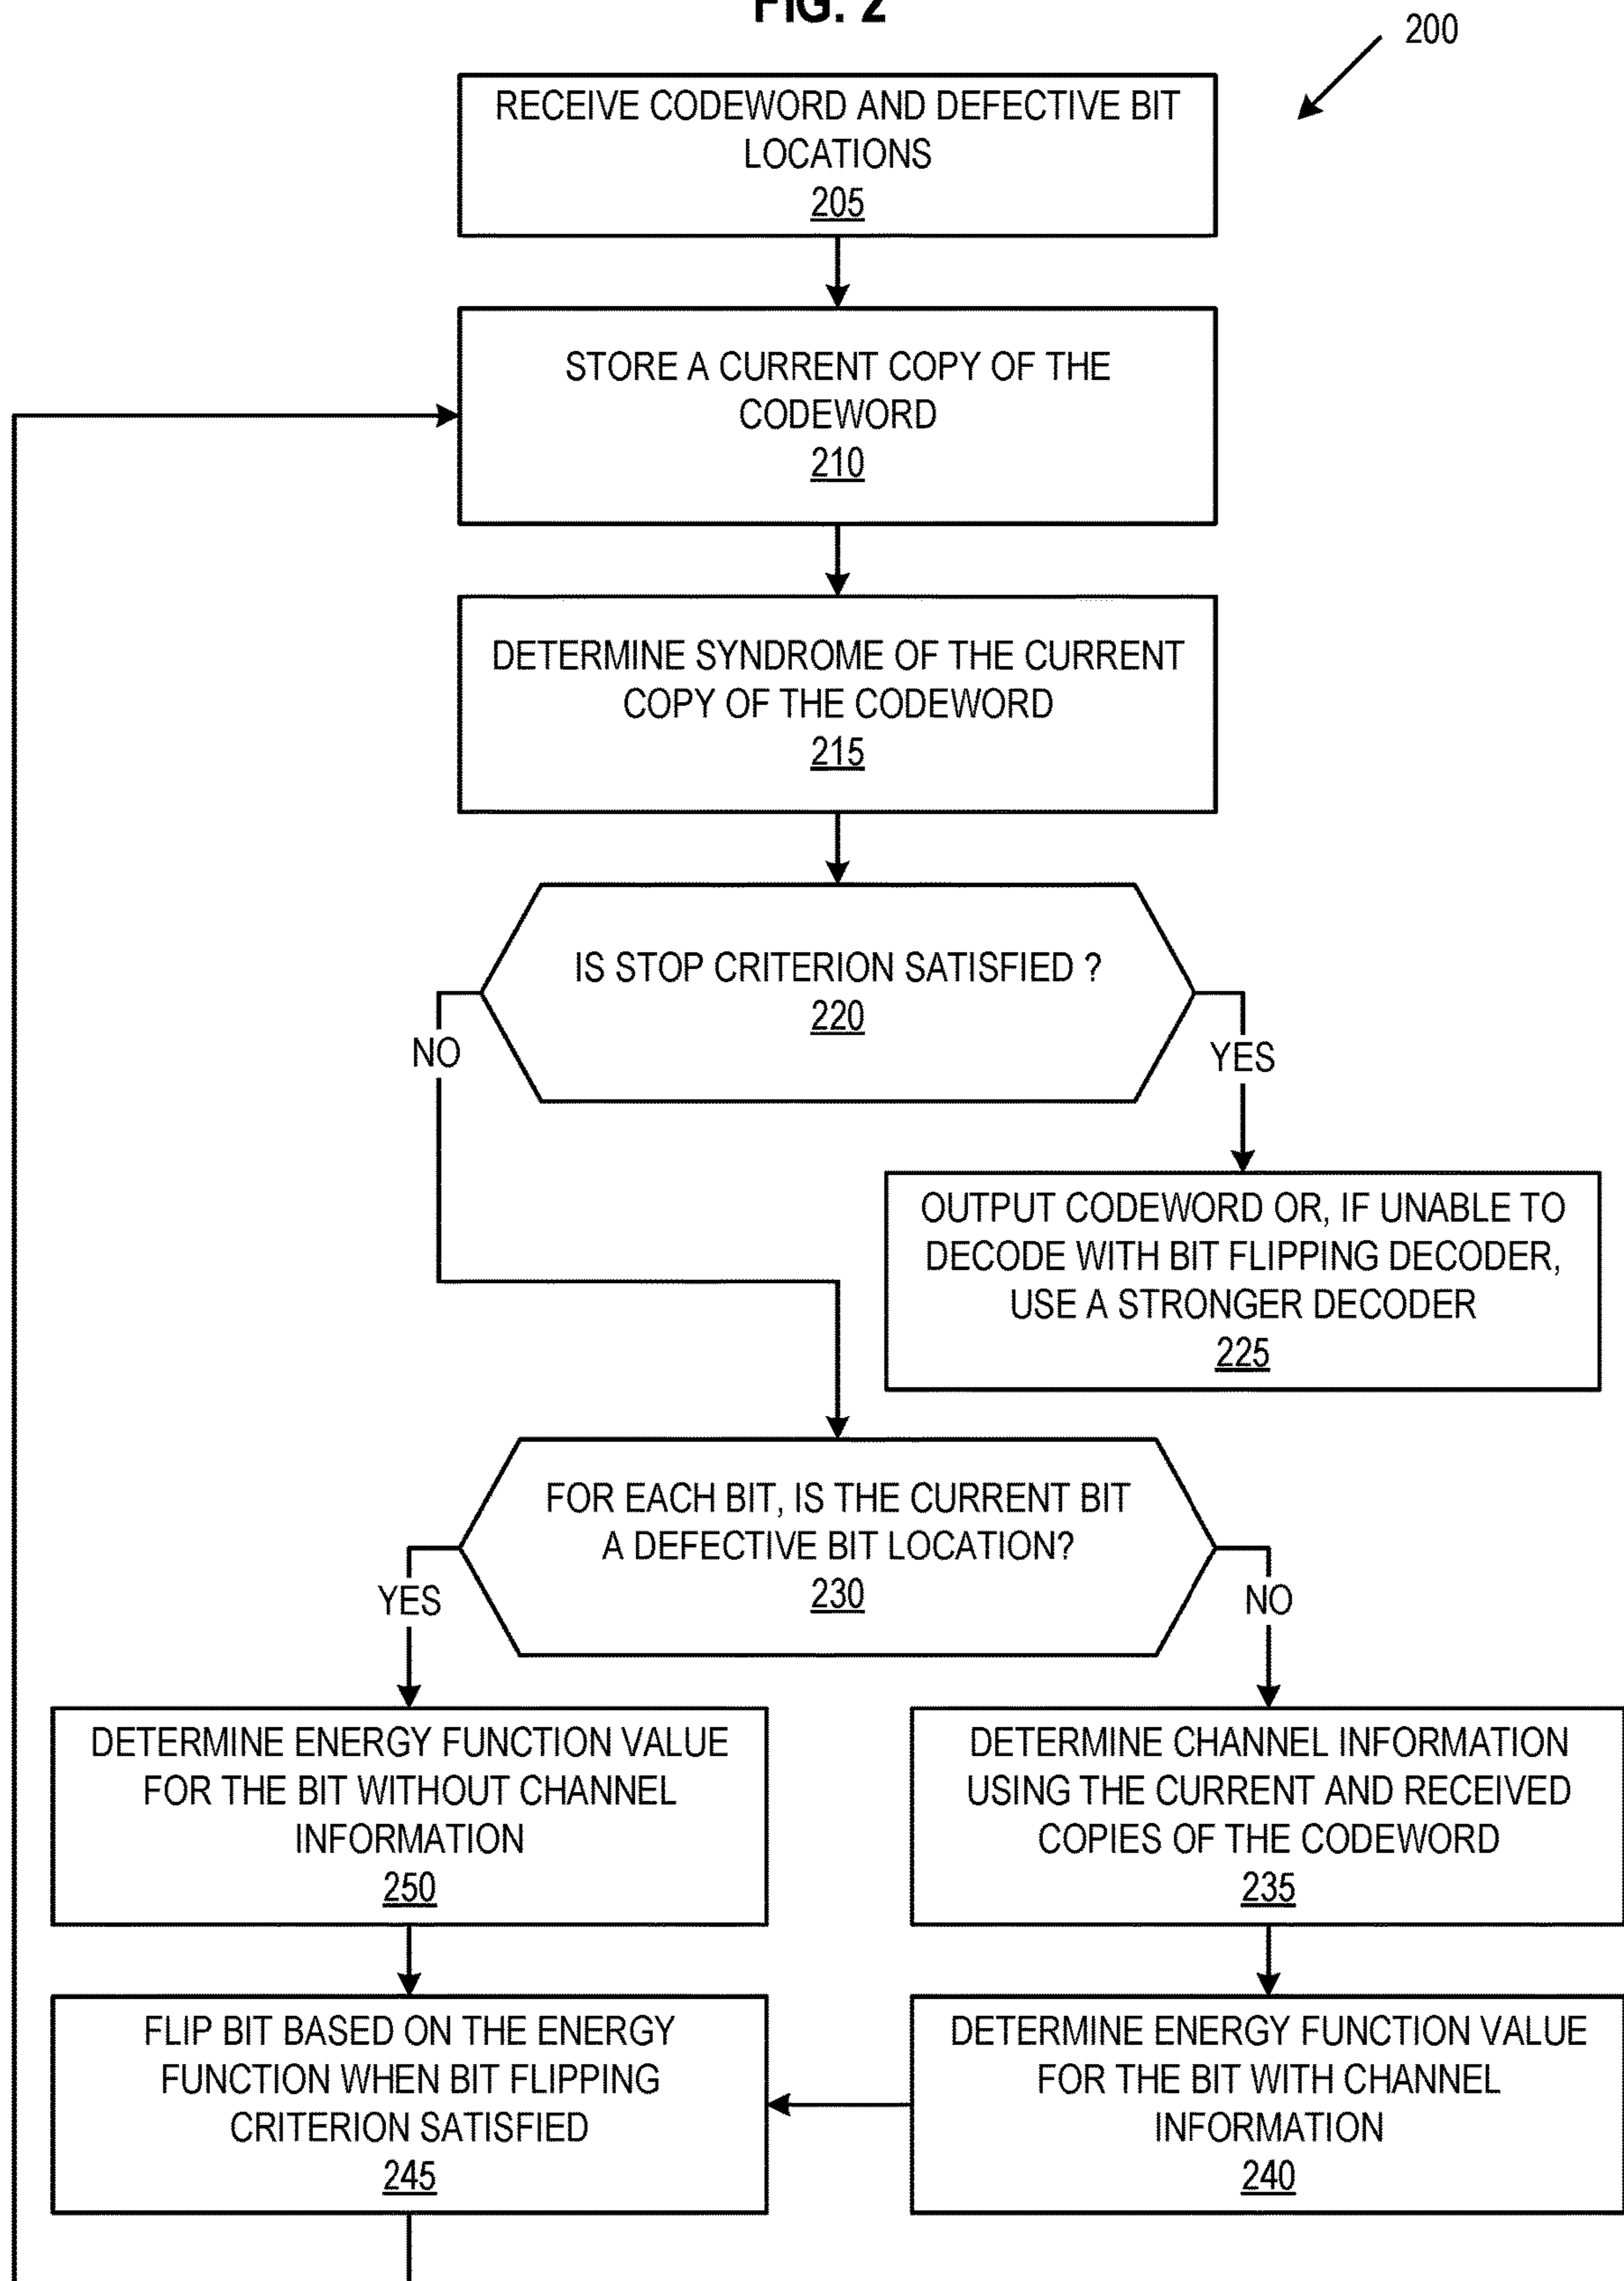 FIG. 2
200
RECEIVE CODEWORD AND DEFECTIVE BIT
LOCATIONS
205
STORE A CURRENT COPY OF THE
CODEWORD
210
DETERMINE SYNDROME OF THE CURRENT
COPY OF THE CODEWORD
215
IS STOP CRITERION SATISFIED ?
220
NO
YES
OUTPUT CODEWORD OR, IF UNABLE TO
DECODE WITH BIT FLIPPING DECODER,
USE A STRONGER DECODER
225
FOR EACH BIT, IS THE CURRENT BIT
A DEFECTIVE BIT LOCATION?
230
YES
NO
DETERMINE ENERGY FUNCTION VALUE
FOR THE BIT WITHOUT CHANNEL
INFORMATION
250
DETERMINE CHANNEL INFORMATION
USING THE CURRENT AND RECEIVED
COPIES OF THE CODEWORD
235
FLIP BIT BASED ON THE ENERGY
FUNCTION WHEN BIT FLIPPING
CRITERION SATISFIED
245
DETERMINE ENERGY FUNCTION VALUE
FOR THE BIT WITH CHANNEL
INFORMATION
240